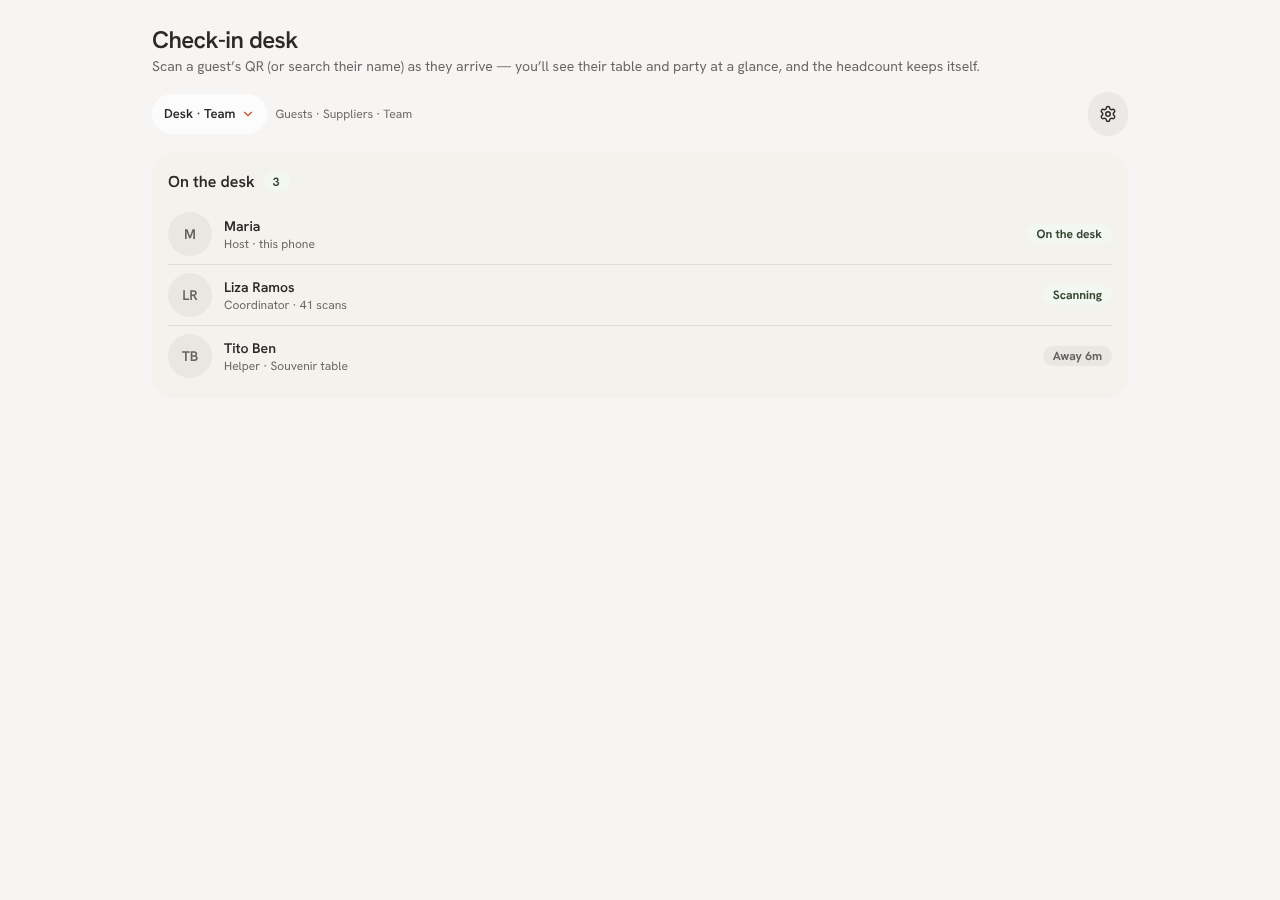 Check-in desk
Scan a guest’s QR (or search their name) as they arrive — you’ll see their table and party at a glance, and the headcount keeps itself.
Desk · Team
Guests · Suppliers · Team
On the desk 3
M
Maria
Host · this phone
On the desk
LR
Liza Ramos
Coordinator · 41 scans
Scanning
TB
Tito Ben
Helper · Souvenir table
Away 6m